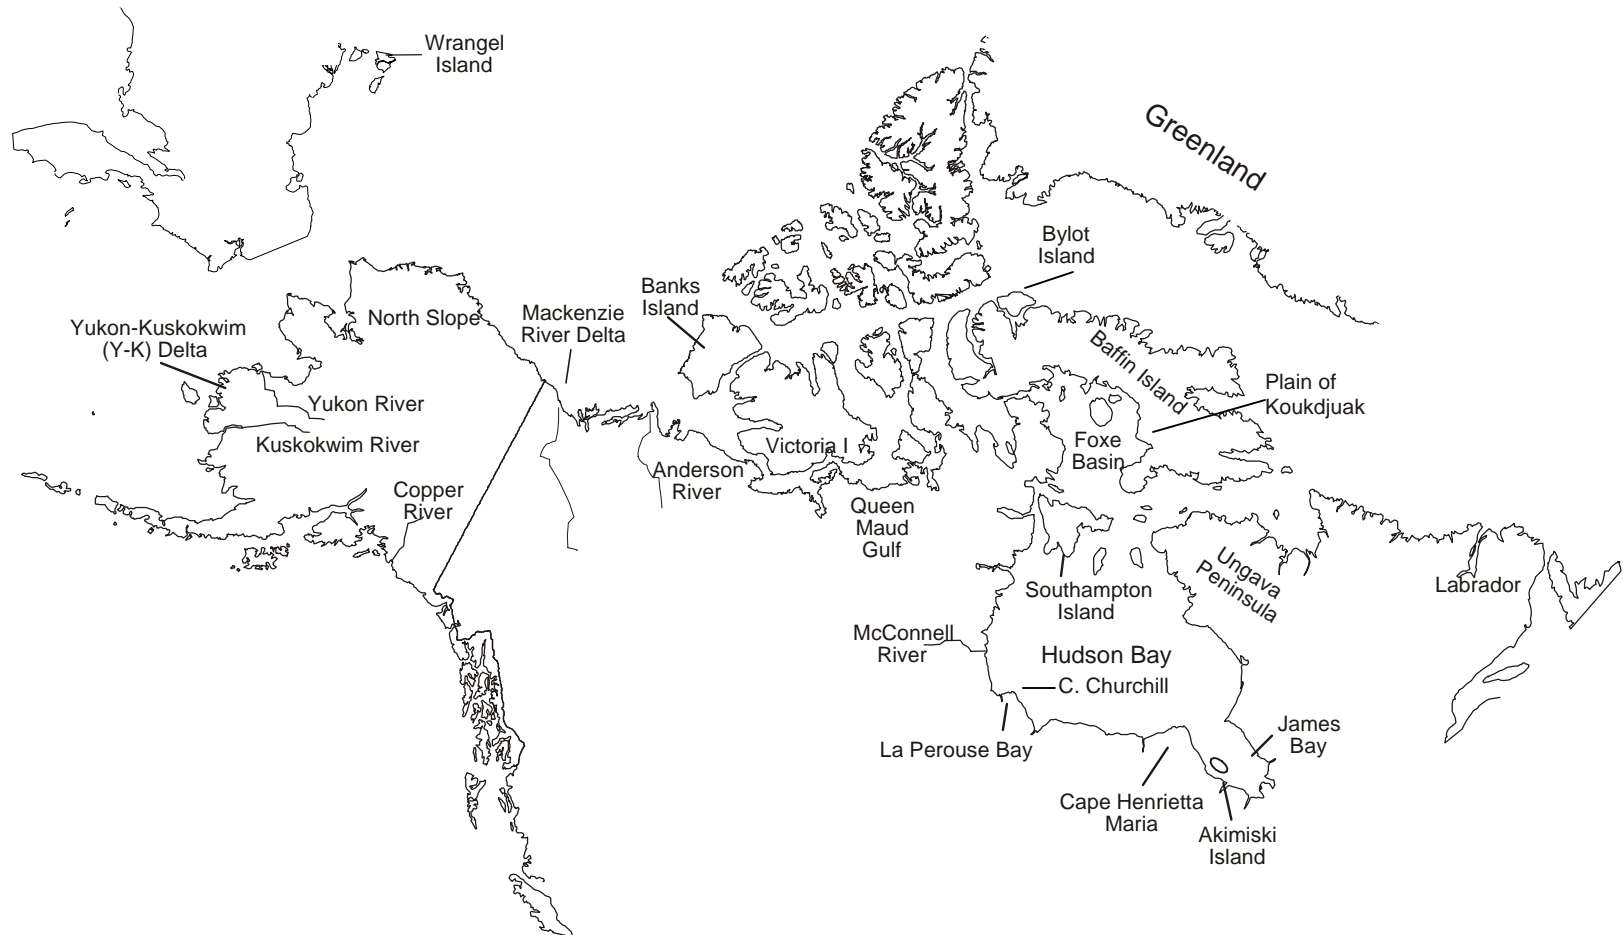 Wrangel
Island
Greenland
Bylot
Island
Banks
Island
Mackenzie
River Delta
North Slope
Yukon-Kuskokwim
(Y-K) Delta
Baffin Island
Plain of
Koukdjuak
Yukon River
Kuskokwim River
Victoria I
Foxe
Basin
Anderson
River
Copper
River
Queen
Maud
Gulf
Ungava
Peninsula
Labrador
Southampton
Island
McConnell
River
Hudson Bay
C. Churchill
La Perouse Bay
James
Bay
Cape Henrietta
Maria
Akimiski
Island